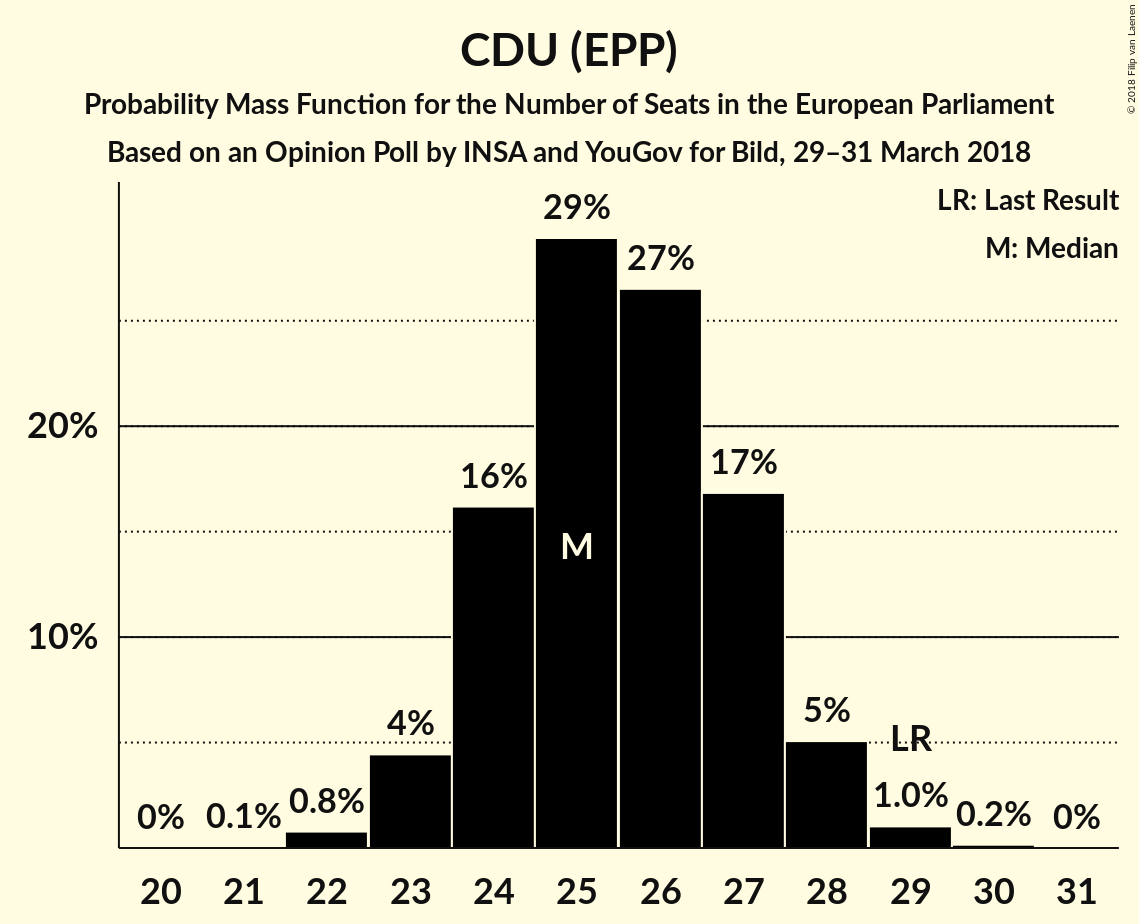 CDU (EPP)
Probability Mass Function for the Number of Seats in the European Parliament
Based on an Opinion Poll by INSA and YouGov for Bild, 29–31 March 2018
© 2018 Filip van Laenen
LR: Last Result
M: Median
29%
27%
20%
16%
17%
M
10%
4%
5%
LR
0%
0.1%
0.8%
1.0%
0.2%
0%
20 21 22 23 24 25 26 27 28 29 30 31